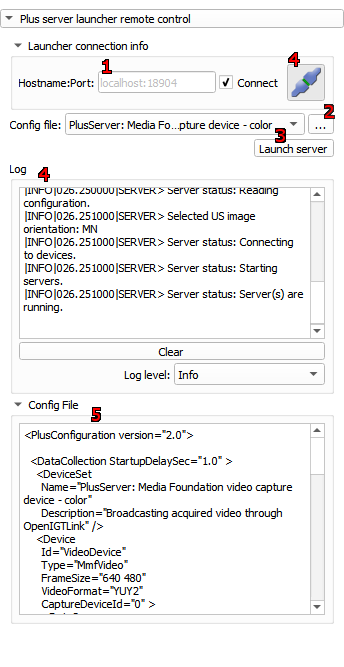 Plus server launcher remote control
Launcher connection info
1
4
Hostname:Port: localhost:18904 Connect
2
Config file: PlusServer: Media Fo...pture device - color ...
3
Launch server
Log
4
|INFO|026.250000|SERVER> Server status: Reading
configuration.
|INFO|026.251000|SERVER> Selected US image
orientation: MN
|INFO|026.251000|SERVER> Server status: Connecting
to devices.
|INFO|026.251000|SERVER> Server status: Starting
servers.
|INFO|026.251000|SERVER> Server status: Server(s) are
running.
Clear
Log level: Info
Config File
5
<PlusConfiguration version="2.0">
<DataCollection StartupDelaySec="1.0" >
<DeviceSet
Name="PlusServer: Media Foundation video capture
device - color"
Description="Broadcasting acquired video through
OpenIGTLink" />
<Device
Id="VideoDevice"
Type="MmfVideo"
FrameSize="640 480"
VideoFormat="YUY2"
CaptureDeviceId="0" >